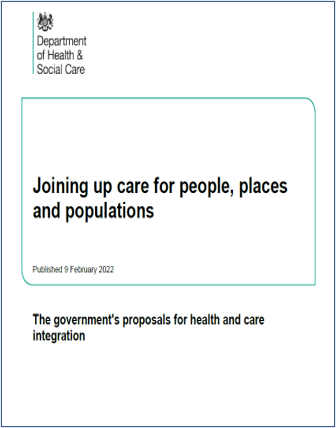 Department
of Health &
Social Care
Joining up care for people, places
and populations
Published 9 February 2022
The government's proposals for health and care
integration